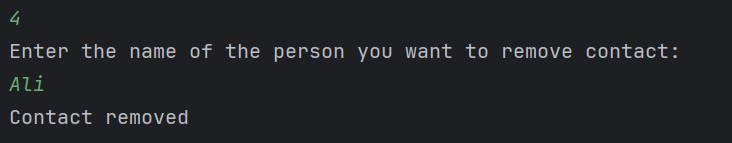 4
Enter the name of the person you want to remove contact:
Ali
Contact removed